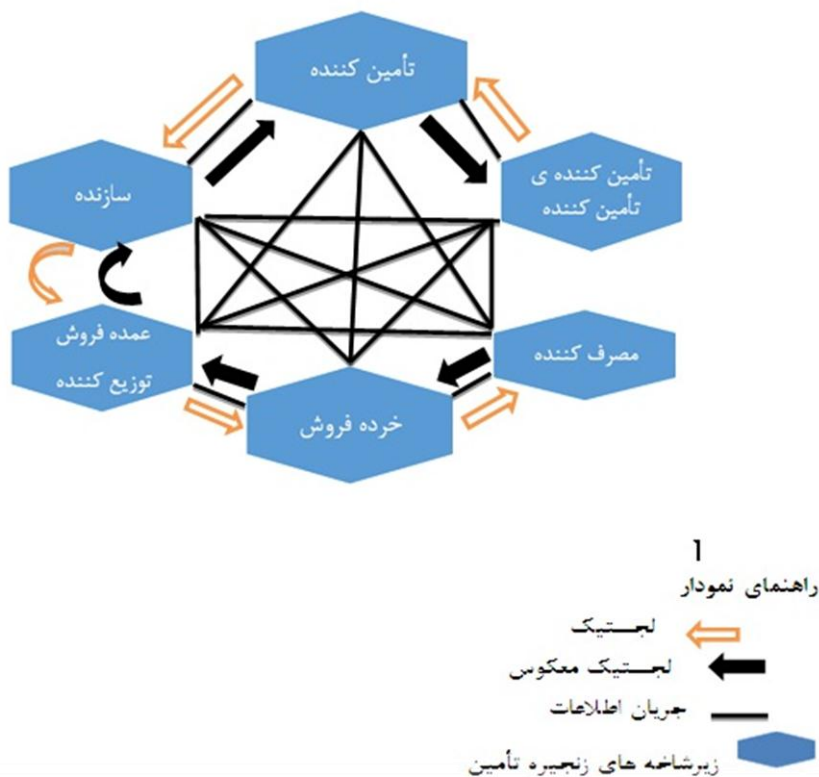 تأمین کننده
تأمین کننده ی
تأمین کننده
سازنده
عمده فروش
توزیع کننده
مصرف کننده
خرده فروش
1
راهنمای نمودار
لجستیک
لجستیک معکوس
جریان اطلاعات
زیرشاخه های زنجیره تأمین